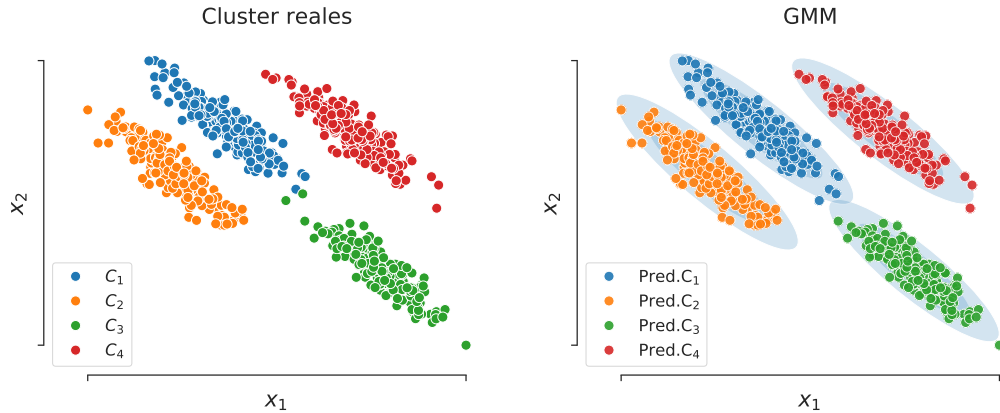 Cluster reales
x₂
C₁
C₂
C₃
C₄
x₁
GMM
x₂
Pred.C₁
Pred.C₂
Pred.C₃
Pred.C₄
x₁